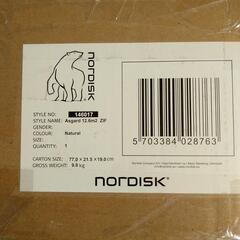 nordisk
STYLE NO: 146017
STYLE NAME: Asgard 12.6m2 ZIF
GENDER:
COLOUR: Natural
SIZE:
QUANTITY: 1
CARTON SIZE: 77.0 x 21.5 x 19.0 cm
GROSS WEIGHT: 9.8 kg
5 703384 028763
nordisk